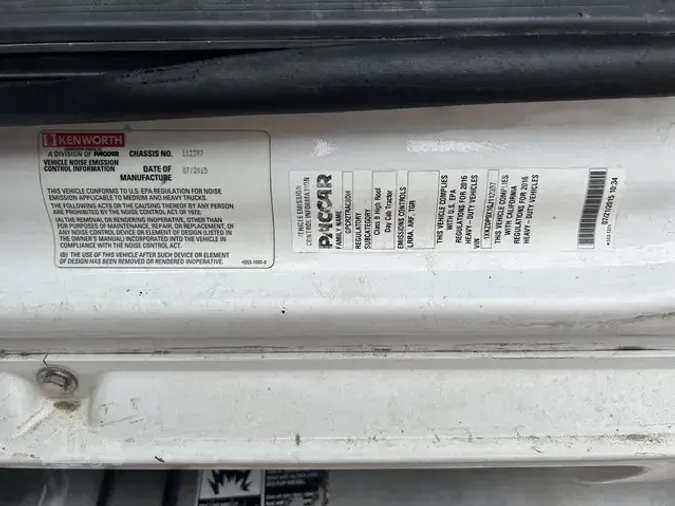 KENWORTH
A DIVISION OF PACCAR
CHASSIS NO. 112397
VEHICLE NOISE EMISSION
CONTROL INFORMATION
DATE OF
MANUFACTURE 07/2015
THIS VEHICLE CONFORMS TO U.S. EPA REGULATION FOR NOISE
EMISSION APPLICABLE TO MEDIUM AND HEAVY TRUCKS.
THE FOLLOWING ACTS OR THE CAUSING THEREOF BY ANY PERSON
ARE PROHIBITED BY THE NOISE CONTROL ACT OF 1972:
(A) THE REMOVAL, OR RENDERING INOPERATIVE, OTHER THAN
FOR PURPOSES OF MAINTENANCE, REPAIR, OR REPLACEMENT, OF
ANY NOISE CONTROL DEVICE OR ELEMENT OF DESIGN (LISTED IN
THE OWNER'S MANUAL) INCORPORATED INTO THE VEHICLE IN
COMPLIANCE WITH THE NOISE CONTROL ACT.
(B) THE USE OF THIS VEHICLE AFTER SUCH DEVICE OR ELEMENT
OF DESIGN HAS BEEN REMOVED OR RENDERED INOPERATIVE.
VEHICLE EMISSION
CONTROL INFORMATION
PACCAR
FAMILY NAME
REGULATORY
SUBCATEGORY
Class 8 High Roof
Day Cab Tractor
EMISSIONS CONTROLS
LRRA, ARF, TGR
THIS VEHICLE COMPLIES
WITH U.S. EPA
REGULATIONS FOR 2016
HEAVY-DUTY VEHICLES
VIN
THIS VEHICLE COMPLIES
WITH CALIFORNIA
REGULATIONS FOR 2016
HEAVY-DUTY VEHICLES
07/21/2015 10:34